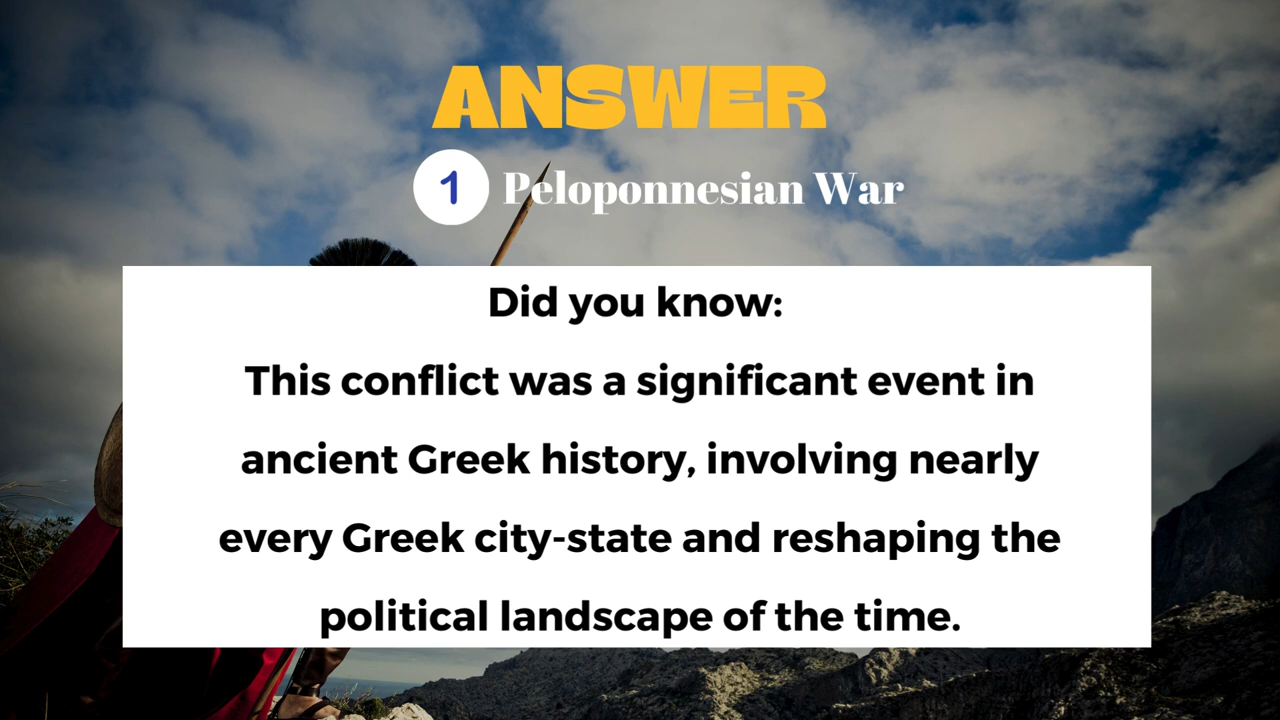 ANSWER
1 Peloponnesian War
Did you know:
This conflict was a significant event in
ancient Greek history, involving nearly
every Greek city-state and reshaping the
political landscape of the time.